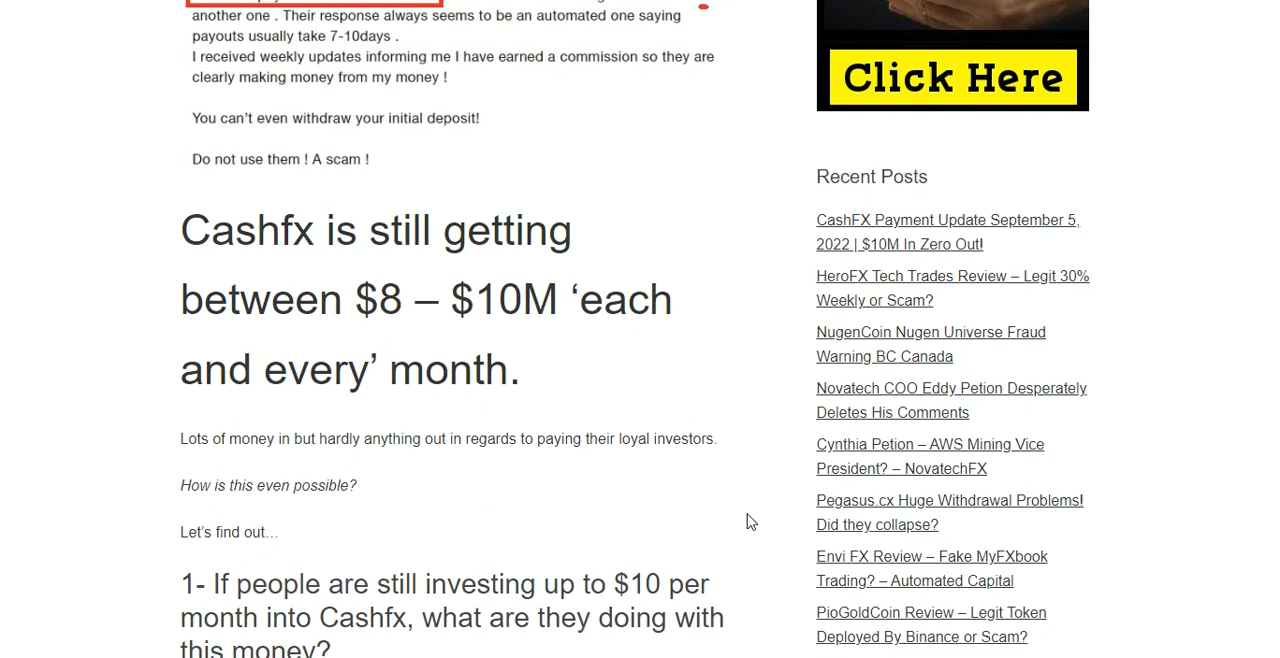 another one . Their response always seems to be an automated one saying
payouts usually take 7-10days .
I received weekly updates informing me I have earned a commission so they are
clearly making money from my money !
You can't even withdraw your initial deposit!
Do not use them ! A scam !
Cashfx is still getting
between $8 – $10M ‘each
and every’ month.
Lots of money in but hardly anything out in regards to paying their loyal investors.
How is this even possible?
Let’s find out…
1- If people are still investing up to $10 per
month into Cashfx, what are they doing with
this money?
Click Here
Recent Posts
CashFX Payment Update September 5,
2022 | $10M In Zero Out!
HeroFX Tech Trades Review – Legit 30%
Weekly or Scam?
NugenCoin Nugen Universe Fraud
Warning BC Canada
Novatech COO Eddy Petion Desperately
Deletes His Comments
Cynthia Petion – AWS Mining Vice
President? – NovatechFX
Pegasus.cx Huge Withdrawal Problems!
Did they collapse?
Envi FX Review – Fake MyFXbook
Trading? – Automated Capital
PioGoldCoin Review – Legit Token
Deployed By Binance or Scam?